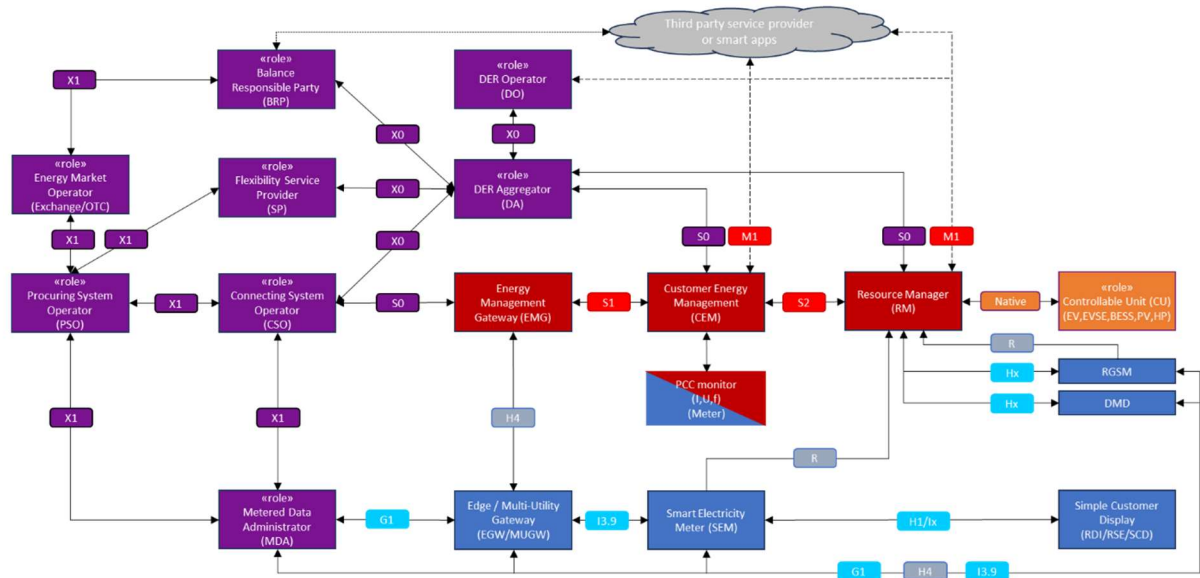 Third party service provider
or smart apps
«role»
Balance
Responsible Party
(BRP)
«role»
DER Operator
(DO)
X1
X0
X0
«role»
Energy Market
Operator
(Exchange/OTC)
«role»
Flexibility Service
Provider
(SP)
X0
«role»
DER Aggregator
(DA)
X1
X1
X0
S0
M1
S0
M1
«role»
Procuring System
Operator
(PSO)
X1
«role»
Connecting System
Operator
(CSO)
S0
Energy
Management
Gateway (EMG)
S1
Customer Energy
Management
(CEM)
S2
Resource Manager
(RM)
Native
«role»
Controllable Unit (CU)
(EV,EVSE,BESS,PV,HP)
R
Hx
RGSM
Hx
DMD
PCC monitor
(I,U,f)
(Meter)
X1
X1
H4
R
«role»
Metered Data
Administrator
(MDA)
G1
Edge / Multi-Utility
Gateway
(EGW/MUGW)
I3.9
Smart Electricity
Meter (SEM)
H1/Ix
Simple Customer
Display
(RDI/RSE/SCD)
G1
H4
I3.9